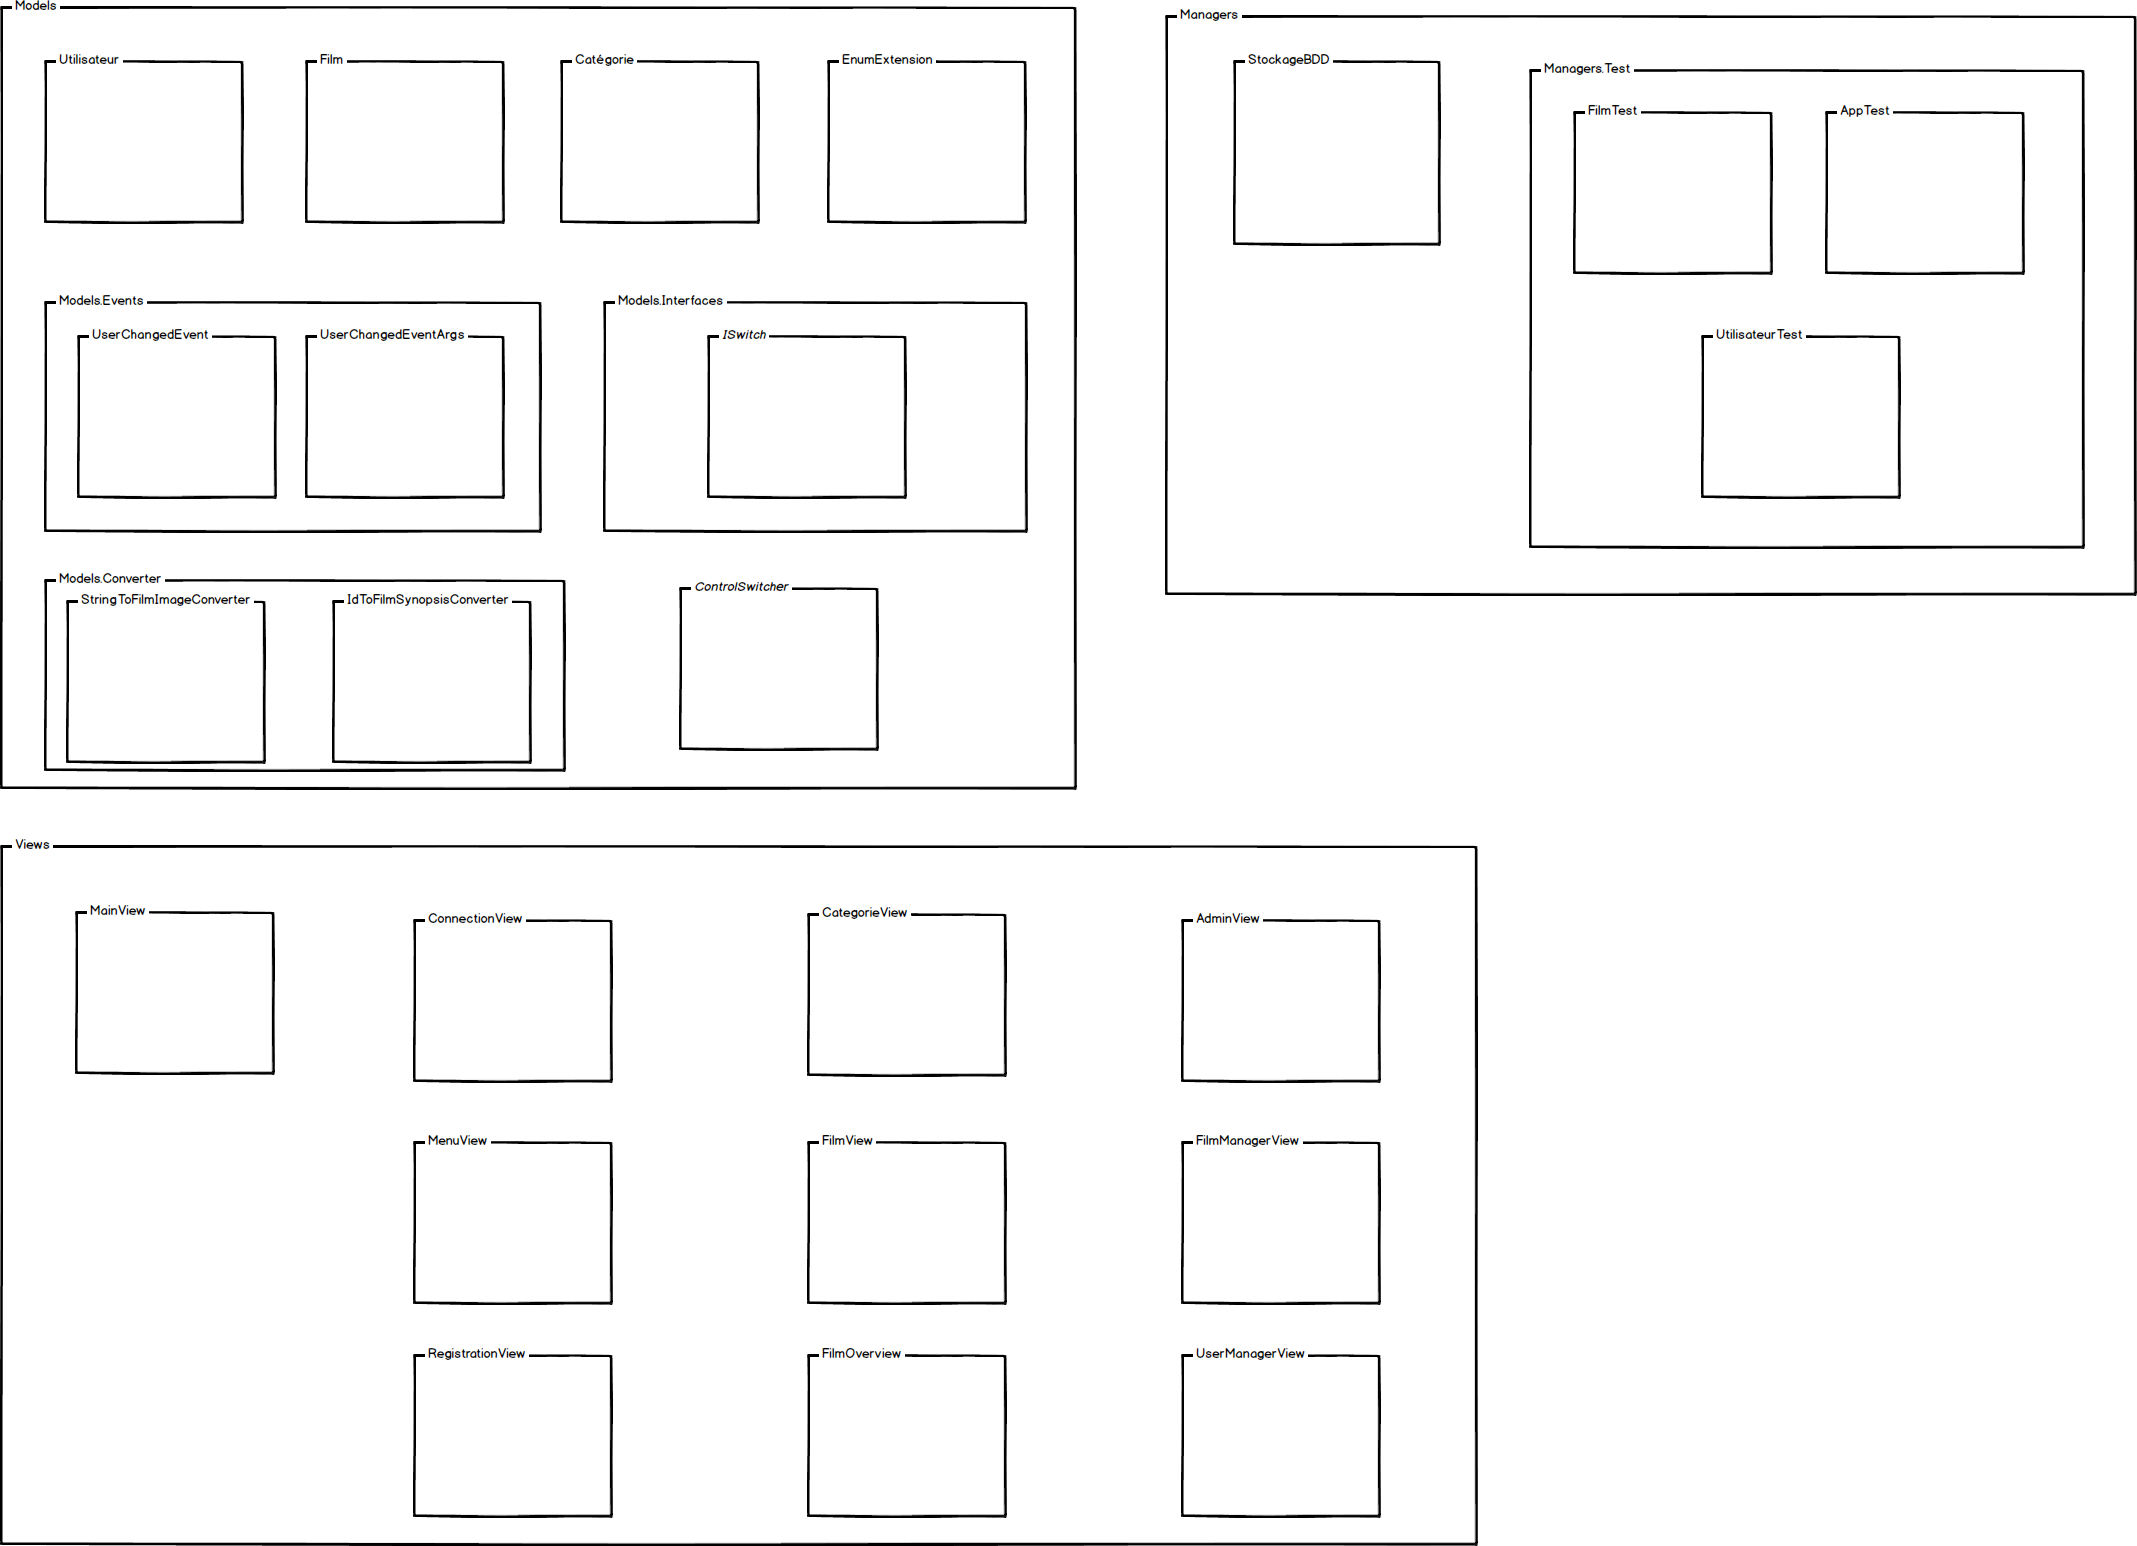 Models
Utilisateur
Film
Catégorie
EnumExtension
Models.Events
UserChangedEvent
UserChangedEventArgs
Models.Interfaces
ISwitch
Models.Converter
StringToFilmImageConverter
IdToFilmSynopsisConverter
ControlSwitcher
Managers
StockageBDD
Managers.Test
FilmTest
AppTest
UtilisateurTest
Views
MainView
ConnectionView
CategorieView
AdminView
MenuView
FilmView
FilmManagerView
RegistrationView
FilmOverview
UserManagerView